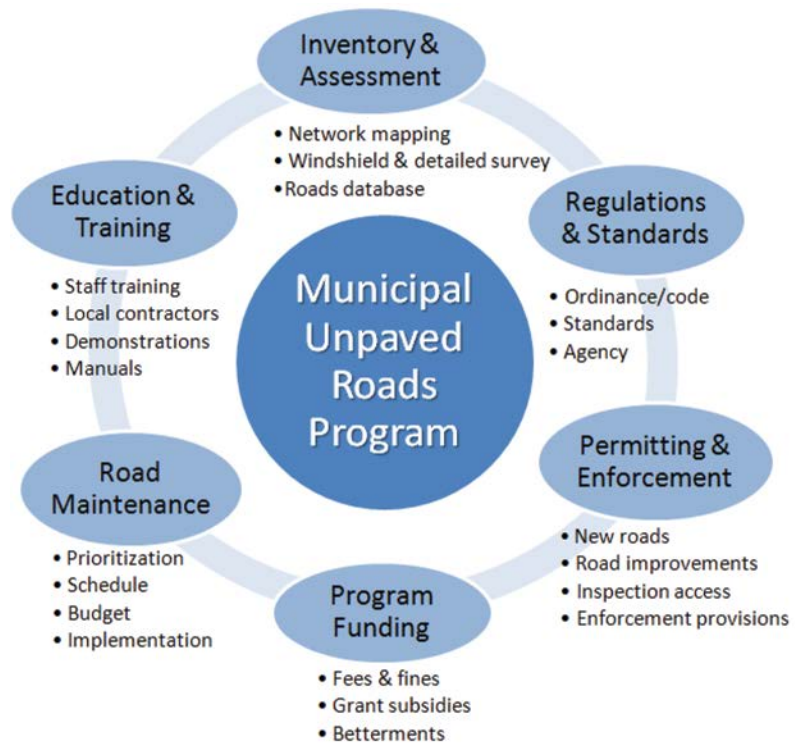 Inventory &
Assessment
• Network mapping
• Windshield & detailed survey
•Roads database
Regulations
& Standards
• Ordinance/code
• Standards
• Agency
Permitting &
Enforcement
• New roads
• Road improvements
• Inspection access
• Enforcement provisions
Program
Funding
• Fees & fines
• Grant subsidies
• Betterments
Road
Maintenance
• Prioritization
• Schedule
• Budget
• Implementation
Education &
Training
• Staff training
• Local contractors
• Demonstrations
• Manuals
Municipal
Unpaved
Roads
Program